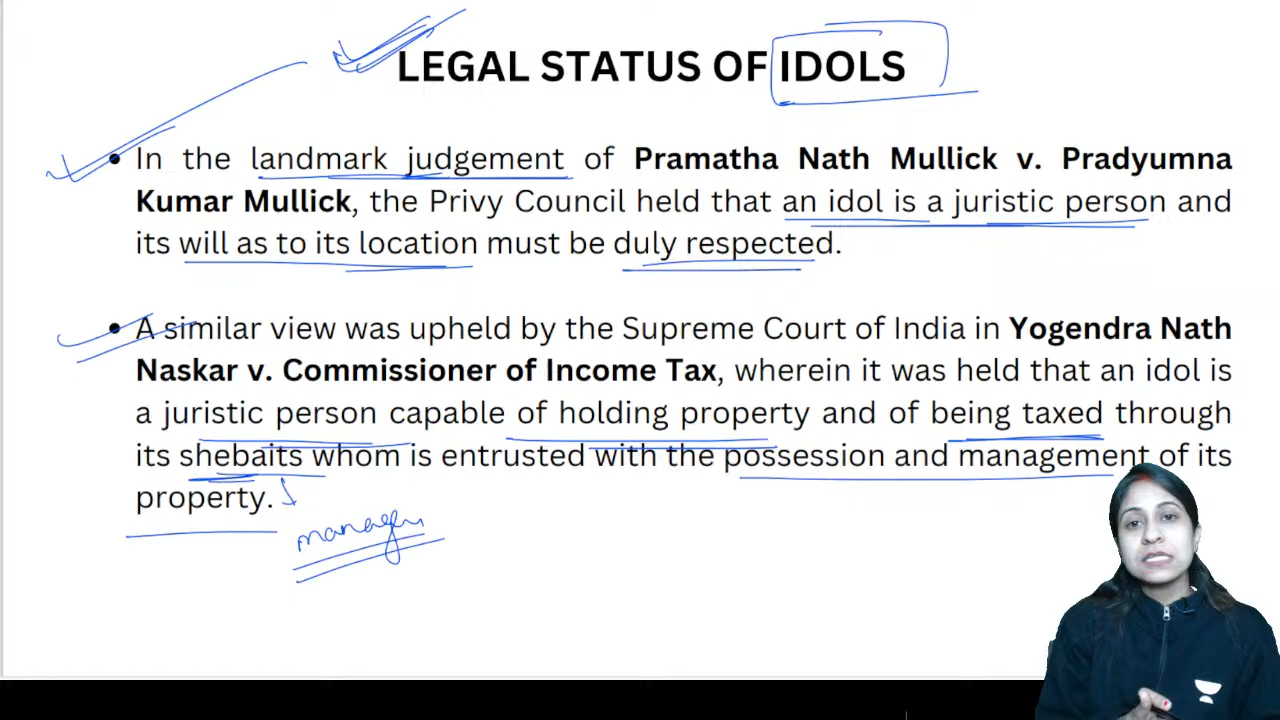 LEGAL STATUS OF IDOLS
• In the landmark judgement of Pramatha Nath Mullick v. Pradyumna
Kumar Mullick, the Privy Council held that an idol is a juristic person and
its will as to its location must be duly respected.
• A similar view was upheld by the Supreme Court of India in Yogendra Nath
Naskar v. Commissioner of Income Tax, wherein it was held that an idol is
a juristic person capable of holding property and of being taxed through
its shebaits whom is entrusted with the possession and management of its
property.